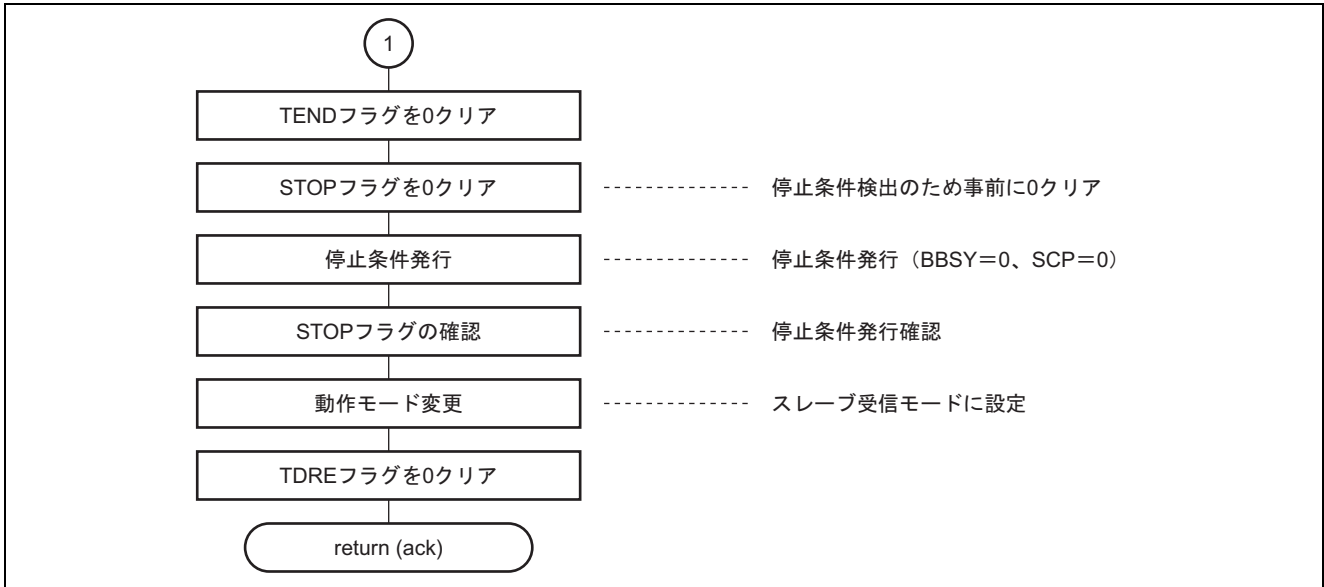 1
TENDフラグを0クリア
STOPフラグを0クリア -------------- 停止条件検出のため事前に0クリア
停止条件発行 -------------- 停止条件発行（BBSY＝0、SCP＝0）
STOPフラグの確認 -------------- 停止条件発行確認
動作モード変更 -------------- スレーブ受信モードに設定
TDREフラグを0クリア
return (ack)